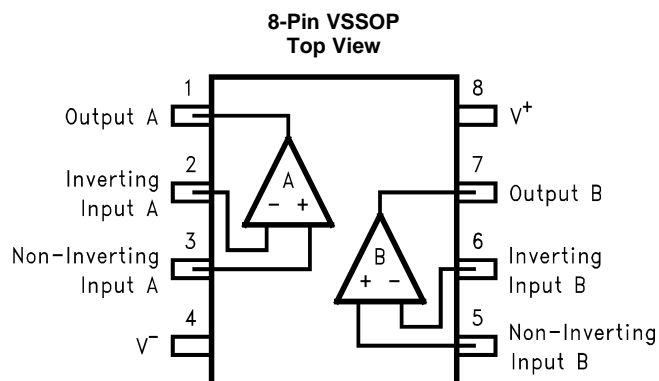 8-Pin VSSOP
Top View
1
Output A
2
Inverting
Input A
3
Non-Inverting
Input A
4
V⁻
A
- +
B
+ -
8
V⁺
7
Output B
6
Inverting
Input B
5
Non-Inverting
Input B